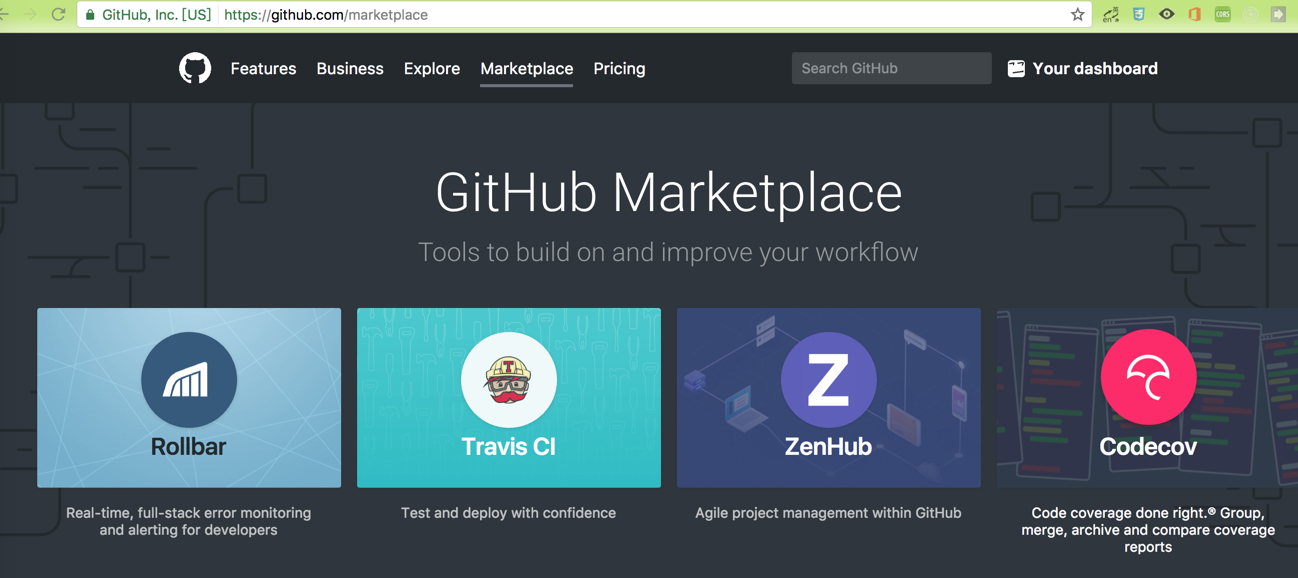 GitHub, Inc. [US] https://github.com/marketplace
Features Business Explore Marketplace Pricing Search GitHub Your dashboard
GitHub Marketplace
Tools to build on and improve your workflow
Rollbar
Real-time, full-stack error monitoring
and alerting for developers
T
Travis CI
Test and deploy with confidence
Z
ZenHub
Agile project management within GitHub
Codecov
Code coverage done right.® Group,
merge, archive and compare coverage
reports